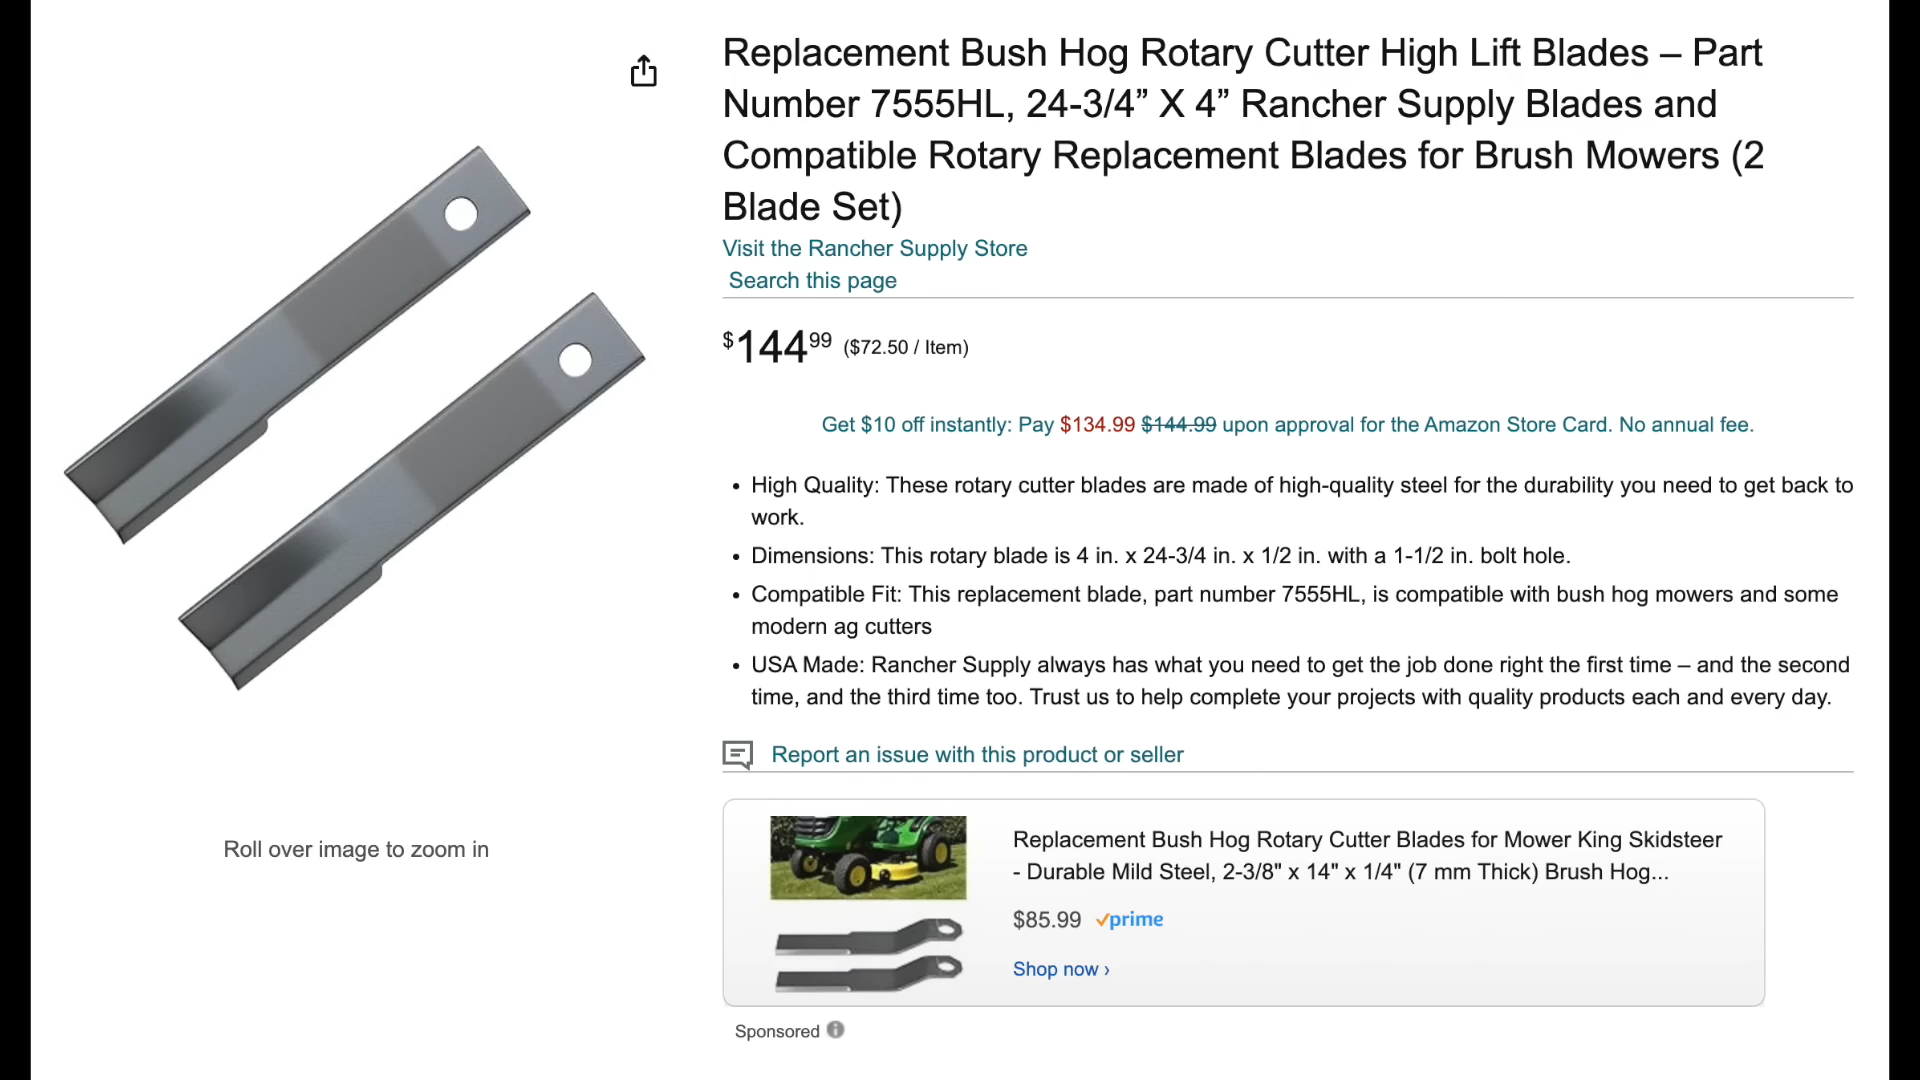 Replacement Bush Hog Rotary Cutter High Lift Blades – Part
Number 7555HL, 24-3/4” X 4” Rancher Supply Blades and
Compatible Rotary Replacement Blades for Brush Mowers (2
Blade Set)
Visit the Rancher Supply Store
Search this page
$144 99 ($72.50 / Item)
Get $10 off instantly: Pay $134.99 $144.99 upon approval for the Amazon Store Card. No annual fee.
• High Quality: These rotary cutter blades are made of high-quality steel for the durability you need to get back to
work.
• Dimensions: This rotary blade is 4 in. x 24-3/4 in. x 1/2 in. with a 1-1/2 in. bolt hole.
• Compatible Fit: This replacement blade, part number 7555HL, is compatible with bush hog mowers and some
modern ag cutters
• USA Made: Rancher Supply always has what you need to get the job done right the first time – and the second
time, and the third time too. Trust us to help complete your projects with quality products each and every day.
Report an issue with this product or seller
Roll over image to zoom in
Replacement Bush Hog Rotary Cutter Blades for Mower King Skidsteer
- Durable Mild Steel, 2-3/8" x 14" x 1/4" (7 mm Thick) Brush Hog...
$85.99 prime
Shop now ›
Sponsored